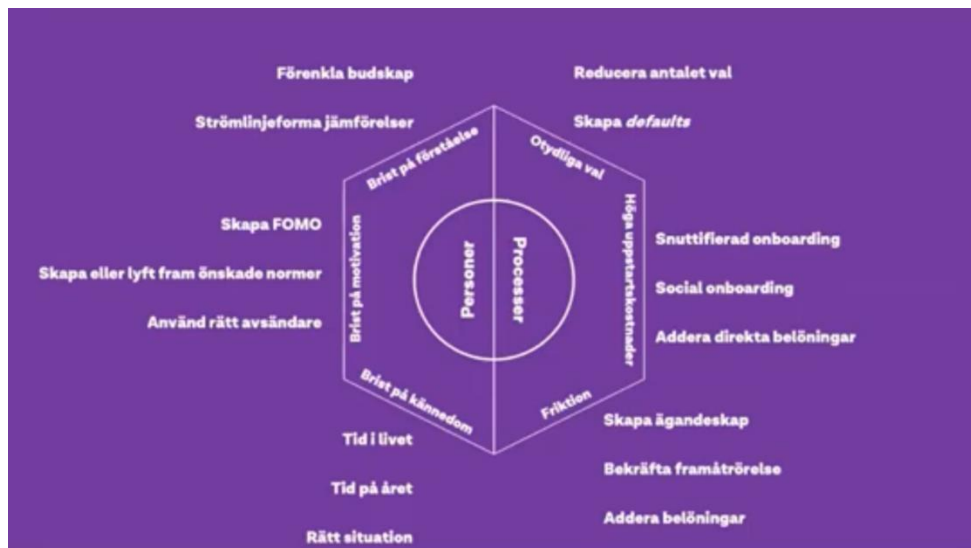 Förenkla budskap
Strömlinjeforma jämförelser
Brist på förståelse
Skapa FOMO
Skapa eller lyft fram önskade normer
Använd rätt avsändare
Brist på motivation
Brist på kännedom
Tid i livet
Tid på året
Rätt situation
Personer
Processer
Reducera antalet val
Skapa defaults
Otydliga val
Höga uppstartskostnader
Snuttifierad onboarding
Social onboarding
Addera direkta belöningar
Friktion
Skapa ägandeskap
Bekräfta framåtrörelse
Addera belöningar